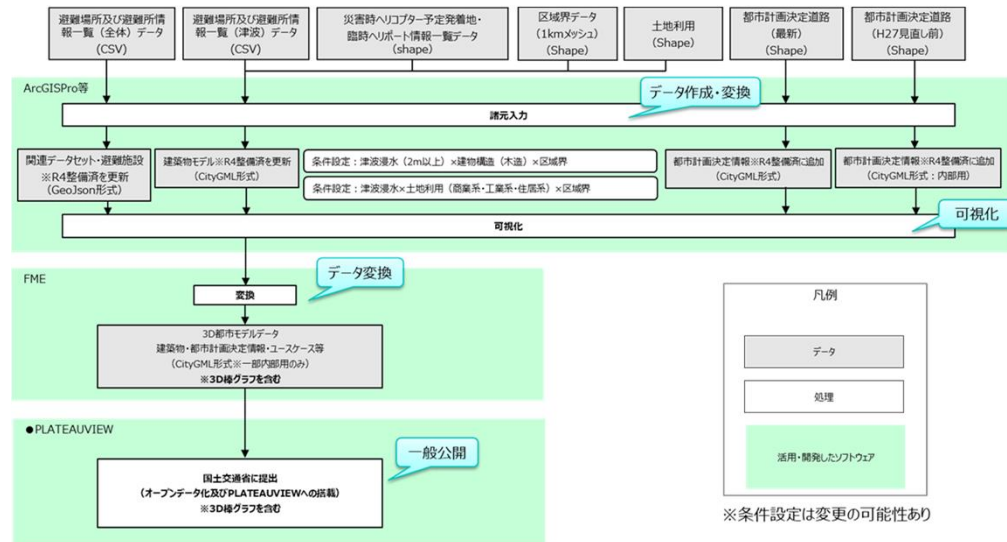 避難場所及び避難所情
報一覧（全体）データ
(CSV)
避難場所及び避難所情
報一覧（津波）データ
(CSV)
災害時ヘリコプター予定発着地・
臨時ヘリポート情報一覧データ
(shape)
区域界データ
（1kmメッシュ）
(Shape)
土地利用
(Shape)
都市計画決定道路
（最新）
(Shape)
都市計画決定道路
（H27見直し前）
(Shape)
ArcGISPro等
データ作成・変換
諸元入力
関連データセット・避難施設
※R4整備済を更新
(GeoJson形式)
建築物モデル※R4整備済を更新
(CityGML形式)
条件設定：津波浸水（2m以上）×建物構造（木造）×区域界
条件設定：津波浸水×土地利用（商業系・工業系・住居系）×区域界
都市計画決定情報※R4整備済に追加
(CityGML形式)
都市計画決定情報※R4整備済に追加
(CityGML形式：内部用)
可視化
可視化
FME
データ変換
変換
3D都市モデルデータ
建築物・都市計画決定情報・ユースケース等
（CityGML形式※一部内部用のみ）
※3D棒グラフを含む
●PLATEAUVIEW
一般公開
国土交通省に提出
（オープンデータ化及びPLATEAUVIEWへの搭載）
※3D棒グラフを含む
凡例
データ
処理
活用・開発したソフトウェア
※条件設定は変更の可能性あり